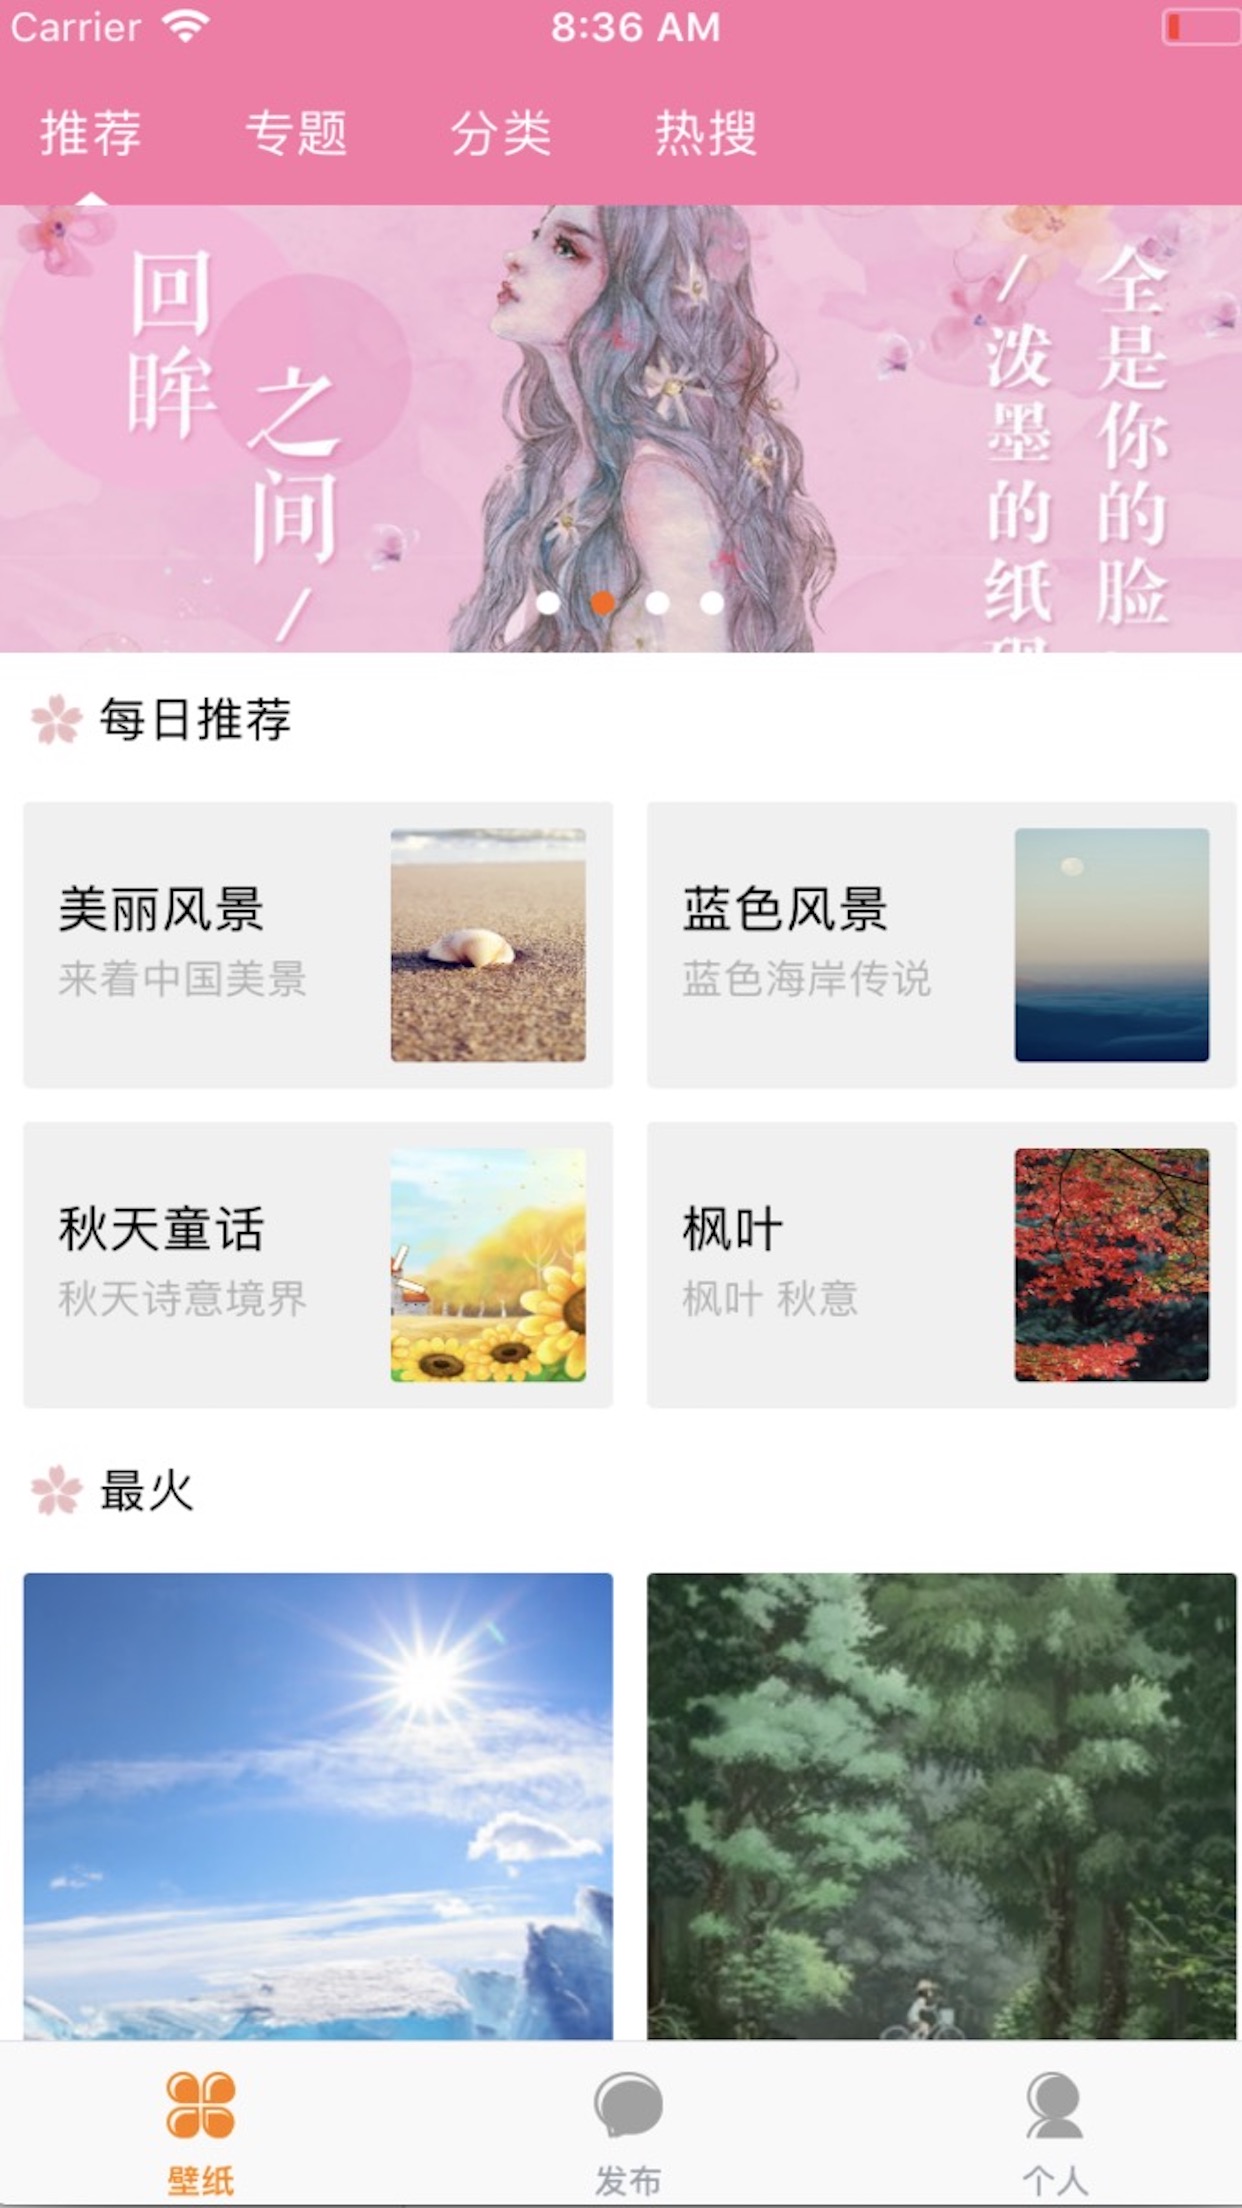 Carrier 8:36 AM
推荐 专题 分类 热搜
回眸
之间/
全是你的脸
/泼墨的纸
每日推荐
美丽风景
来着中国美景
蓝色风景
蓝色海岸传说
秋天童话
秋天诗意境界
枫叶
枫叶 秋意
最火
壁纸 发布 个人